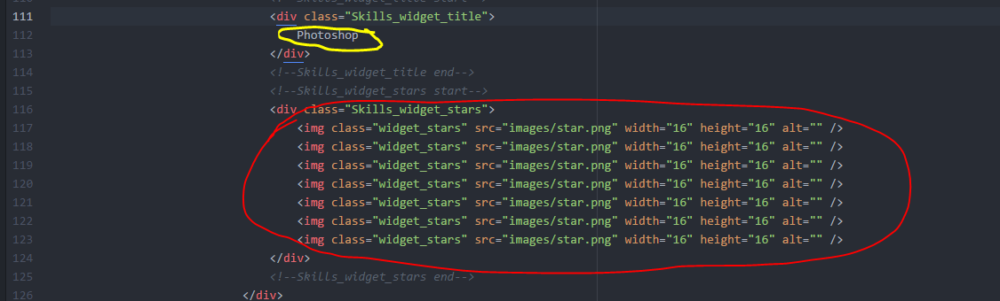 111 <div class="Skills_widget_title">
112 Photoshop
113 </div>
114 <!--Skills_widget_title end-->
115 <!--Skills_widget_stars start-->
116 <div class="Skills_widget_stars">
117 <img class="widget_stars" src="images/star.png" width="16" height="16" alt="" />
118 <img class="widget_stars" src="images/star.png" width="16" height="16" alt="" />
119 <img class="widget_stars" src="images/star.png" width="16" height="16" alt="" />
120 <img class="widget_stars" src="images/star.png" width="16" height="16" alt="" />
121 <img class="widget_stars" src="images/star.png" width="16" height="16" alt="" />
122 <img class="widget_stars" src="images/star.png" width="16" height="16" alt="" />
123 <img class="widget_stars" src="images/star.png" width="16" height="16" alt="" />
124 </div>
125 <!--Skills_widget_stars end-->
126 </div>